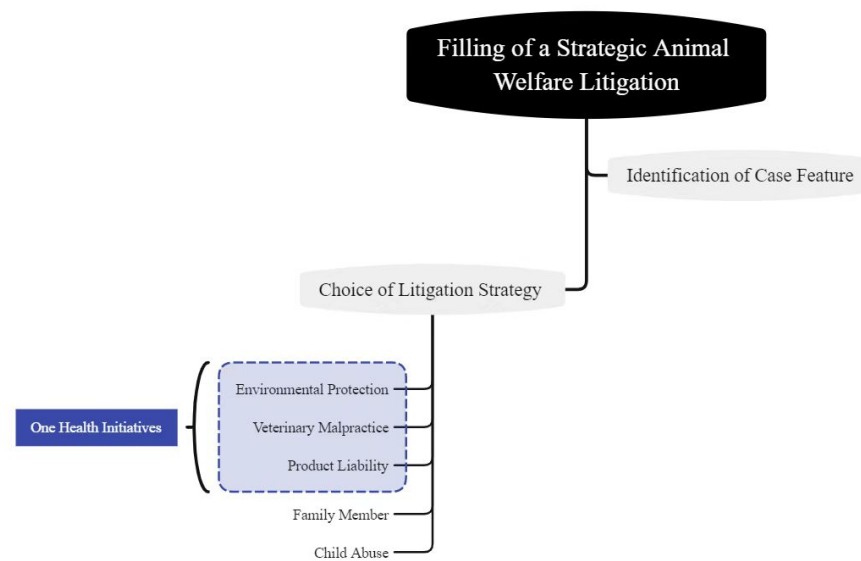 Filling of a Strategic Animal
Welfare Litigation
Identification of Case Feature
Choice of Litigation Strategy
Environmental Protection
One Health Initiatives
Veterinary Malpractice
Product Liability
Family Member
Child Abuse